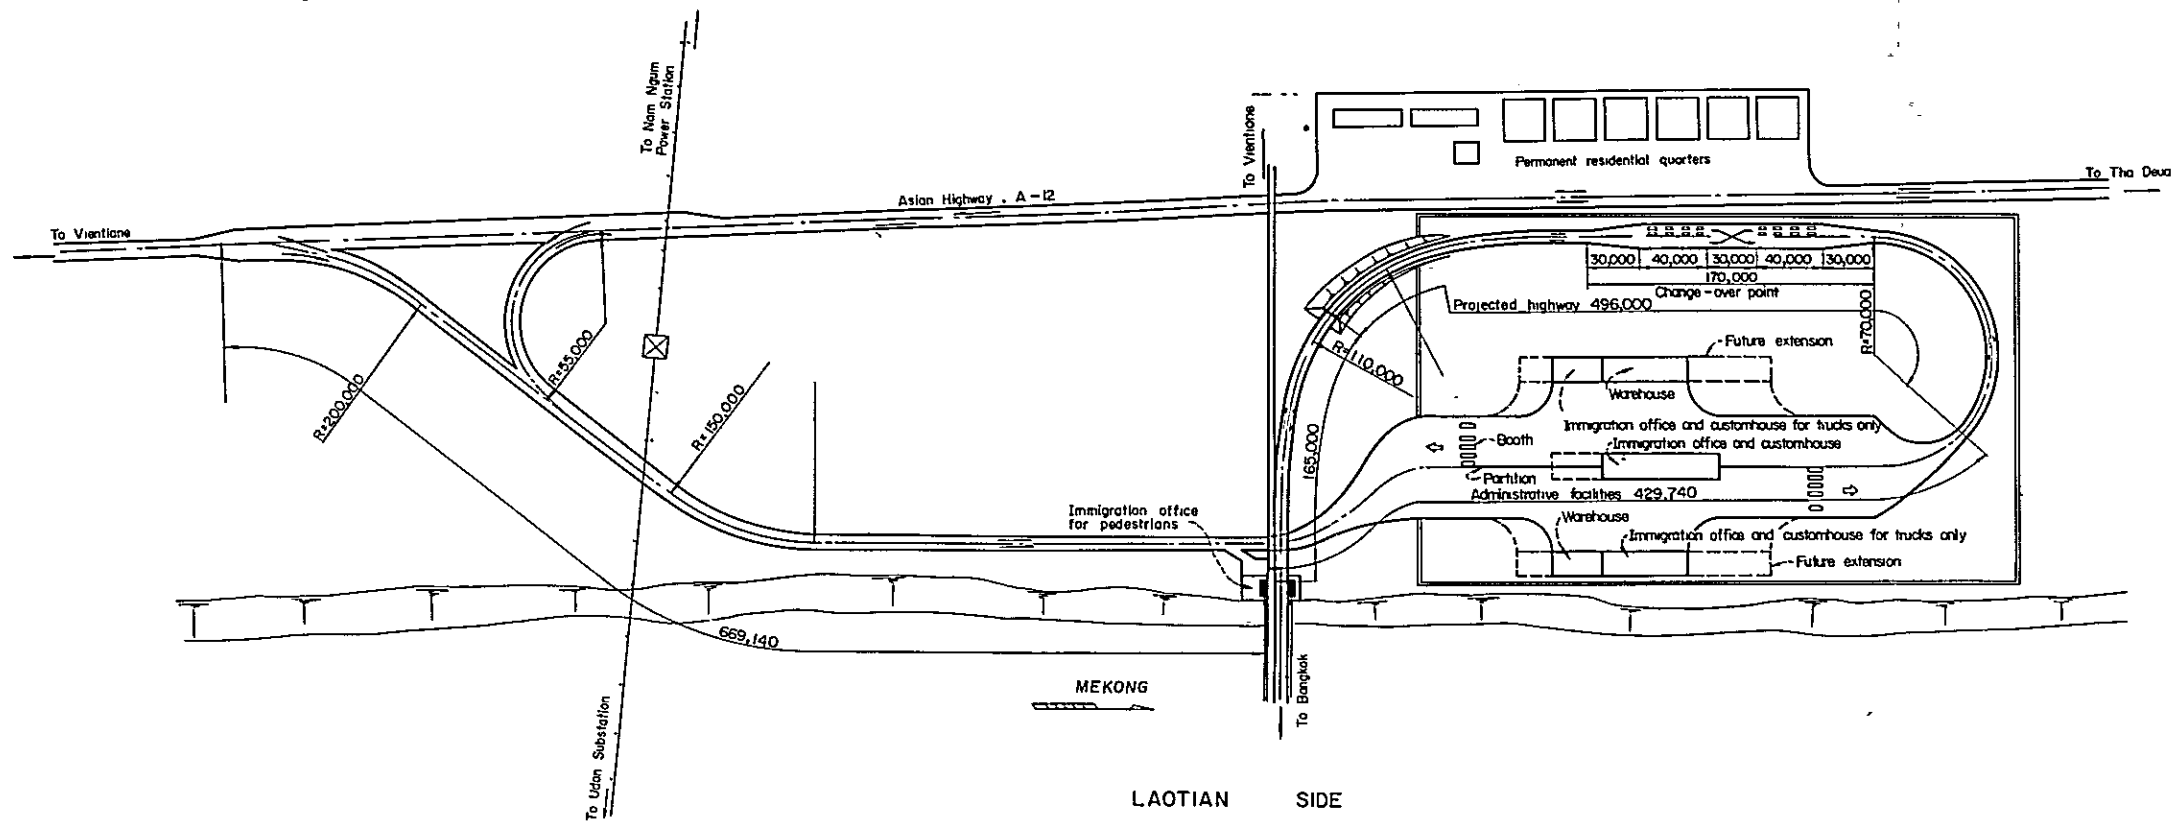 To Nam Ngum
Power Station
To Vientiane
Permanent residential quarters
To Tha Deua
Asian Highway . A-12
To Vientiane
30,000 40,000 30,000 40,000 30,000
170,000
Change-over point
Projected highway 496,000
R=70,000
R=110,000
Future extension
Warehouse
Immigration office and customhouse for trucks only
Immigration office and customhouse
Booth
Partition
Administrative facilities 429,740
Warehouse
Immigration office and customhouse for trucks only
Future extension
165,000
R=55,000
R=200,000
R=150,000
Immigration office
for pedestrians
669,140
MEKONG
To Bangkok
To Udon Substation
LAOTIAN SIDE